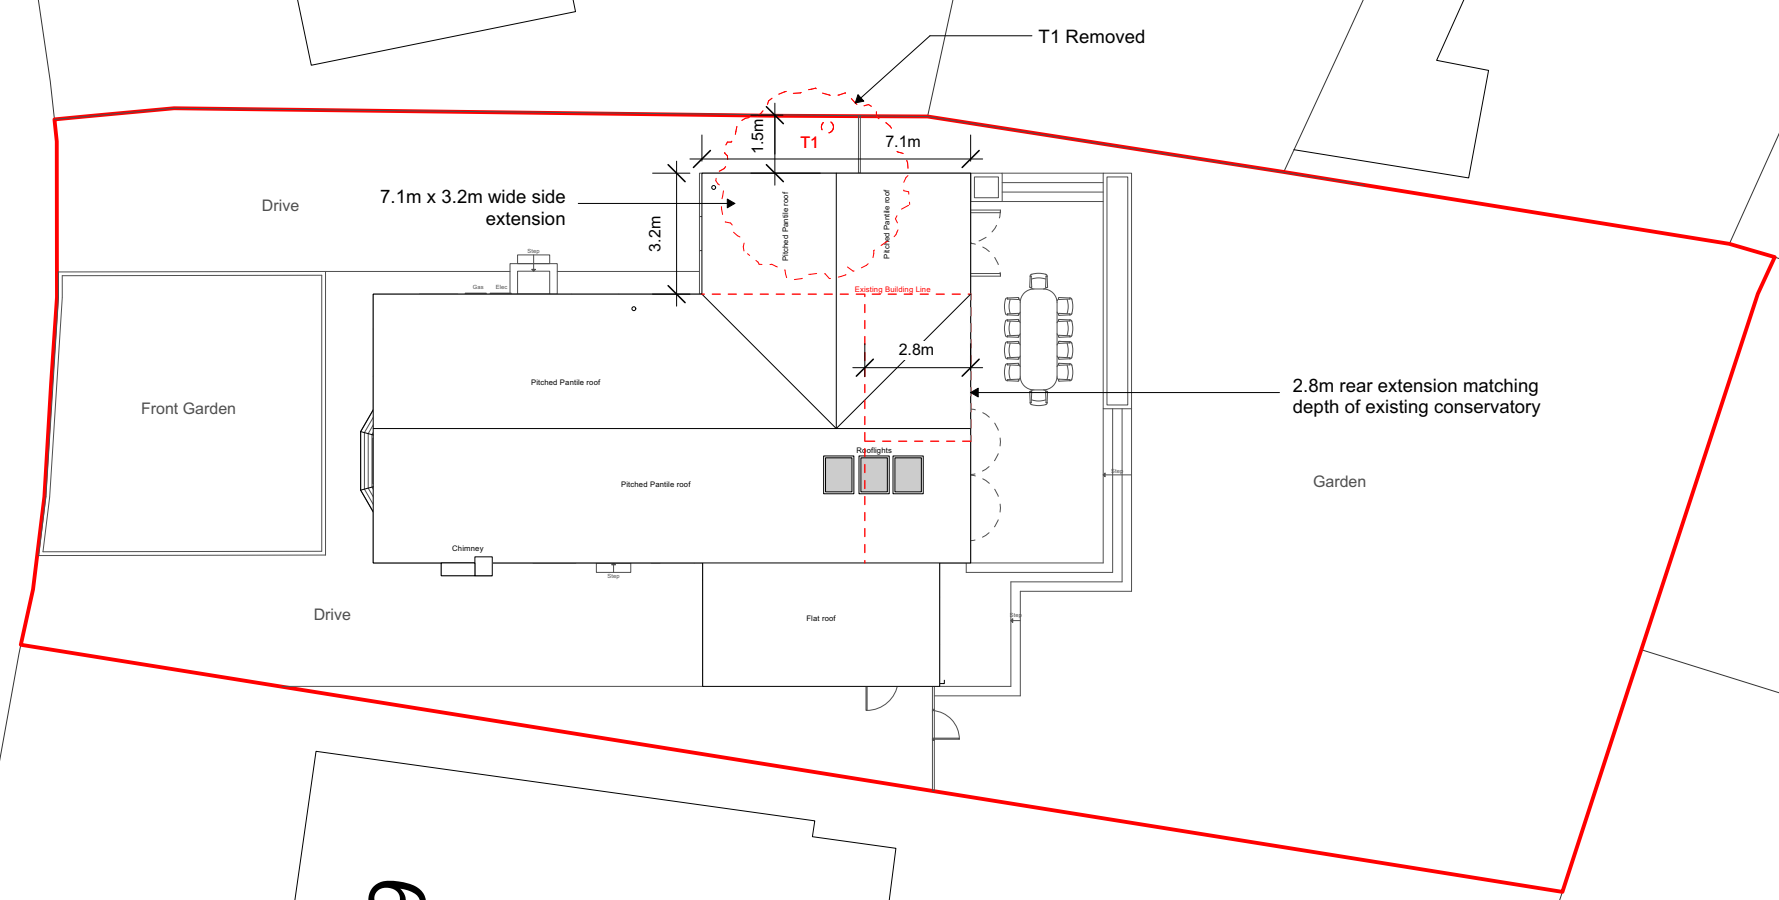 T1 Removed
1.5m
T1
7.1m
Drive
7.1m x 3.2m wide side
extension
3.2m
Pitched Pantile roof
Pitched Pantile roof
Step
Gas
Elec
Existing Building Line
2.8m
Pitched Pantile roof
2.8m rear extension matching
depth of existing conservatory
Front Garden
Rooflights
Step
Pitched Pantile roof
Garden
Chimney
Step
Drive
Flat roof
Step